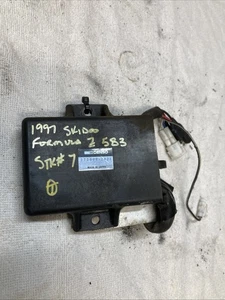 1997 SKIDOO
FORMULA Z 583
STK# 7